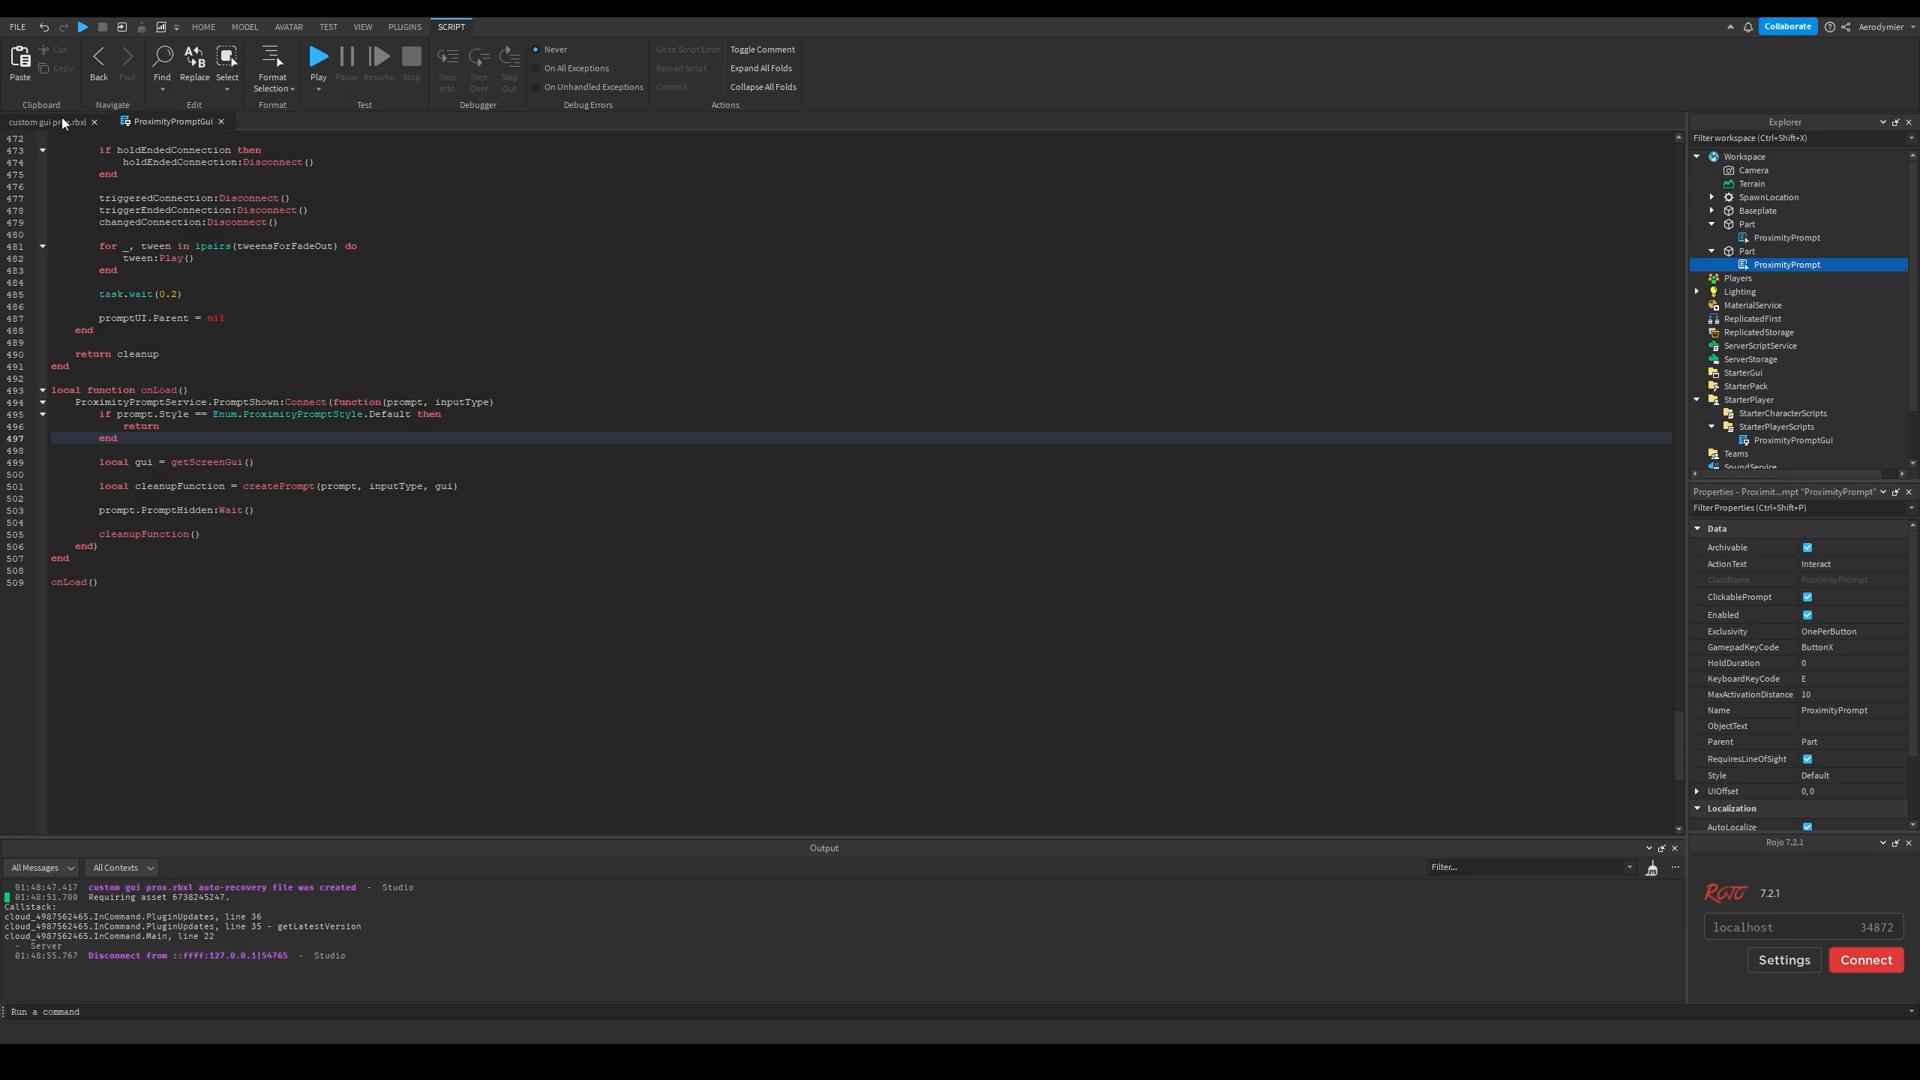 FILE HOME MODEL AVATAR TEST VIEW PLUGINS SCRIPT Collaborate Aerodymier
Paste Cut Copy Back Fwd Find Replace Select Format Selection Play Pause Resume Stop Step Into Step Over Step Out
Never Go to Script Error Toggle Comment
On All Exceptions Reload Script Expand All Folds
On Unhandled Exceptions Commit Collapse All Folds
Clipboard Navigate Edit Format Test Debugger Debug Errors Actions
custom gui prox.rbxl ProximityPromptGui
472
473 if holdEndedConnection then
474 holdEndedConnection:Disconnect()
475 end
476
477 triggeredConnection:Disconnect()
478 triggerEndedConnection:Disconnect()
479 changedConnection:Disconnect()
480
481 for _, tween in ipairs(tweensForFadeOut) do
482 tween:Play()
483 end
484
485 task.wait(0.2)
486
487 promptUI.Parent = nil
488 end
489
490 return cleanup
491 end
492
493 local function onLoad()
494 ProximityPromptService.PromptShown:Connect(function(prompt, inputType)
495 if prompt.Style == Enum.ProximityPromptStyle.Default then
496 return
497 end
498
499 local gui = getScreenGui()
500
501 local cleanupFunction = createPrompt(prompt, inputType, gui)
502
503 prompt.PromptHidden:Wait()
504
505 cleanupFunction()
506 end)
507 end
508
509 onLoad()
Explorer
Filter workspace (Ctrl+Shift+X)
Workspace
Camera
Terrain
SpawnLocation
Baseplate
Part
ProximityPrompt
Part
ProximityPrompt
Players
Lighting
MaterialService
ReplicatedFirst
ReplicatedStorage
ServerScriptService
ServerStorage
StarterGui
StarterPack
StarterPlayer
StarterCharacterScripts
StarterPlayerScripts
ProximityPromptGui
Teams
SoundService
Properties - Proximit...mpt "ProximityPrompt"
Filter Properties (Ctrl+Shift+P)
Data
Archivable
ActionText Interact
ClassName ProximityPrompt
ClickablePrompt
Enabled
Exclusivity OnePerButton
GamepadKeyCode ButtonX
HoldDuration 0
KeyboardKeyCode E
MaxActivationDistance 10
Name ProximityPrompt
ObjectText
Parent Part
RequiresLineOfSight
Style Default
UIOffset 0, 0
Localization
AutoLocalize
Rojo 7.2.1
ROJO 7.2.1
localhost 34872
Settings Connect
Output
All Messages All Contexts Filter...
01:48:47.417 custom gui prox.rbxl auto-recovery file was created - Studio
01:48:51.700 Requiring asset 6738245247.
Callstack:
cloud_4987562465.InCommand.PluginUpdates, line 36
cloud_4987562465.InCommand.PluginUpdates, line 35 - getLatestVersion
cloud_4987562465.InCommand.Main, line 22
- Server
01:48:55.767 Disconnect from ::ffff:127.0.0.1|54765 - Studio
Run a command